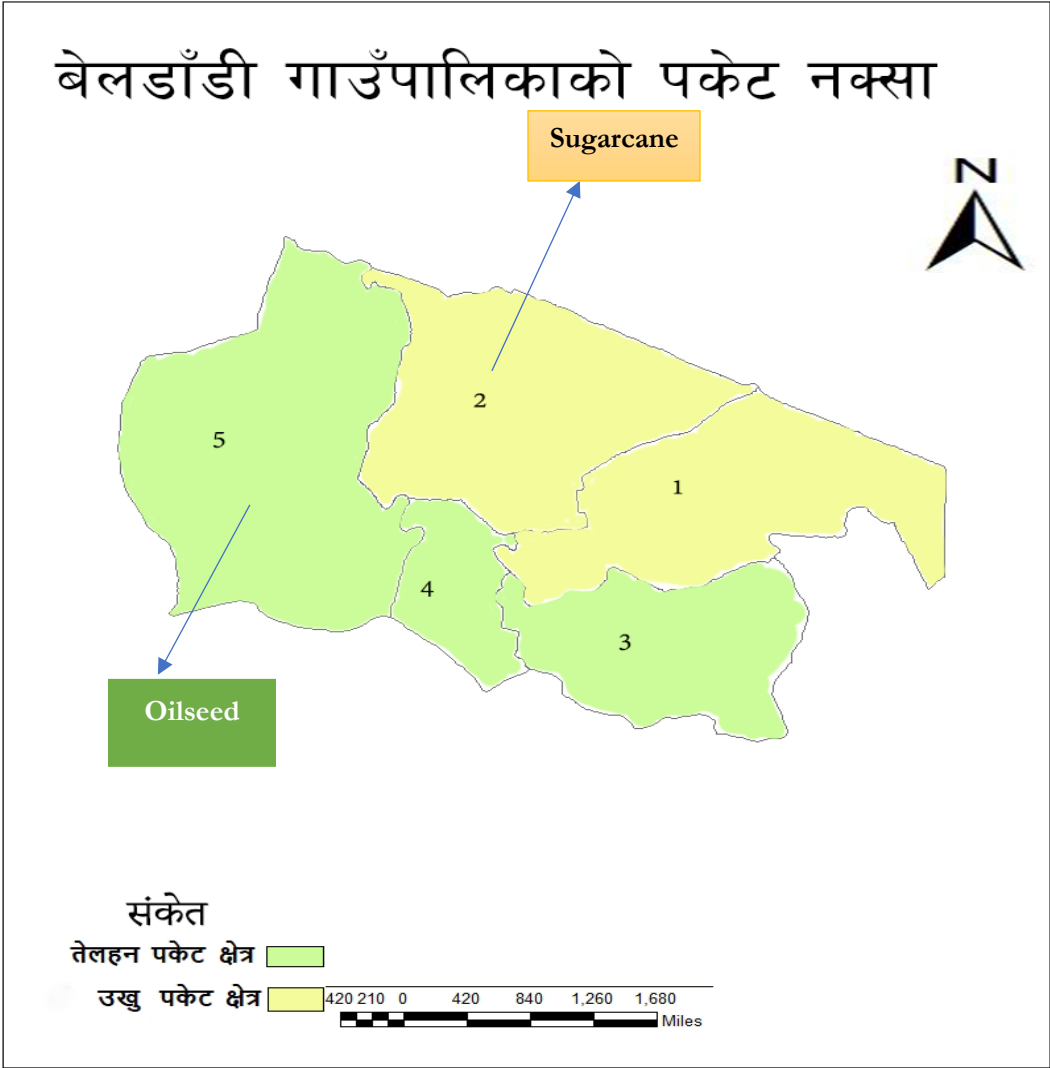 बेलडाँडी गाउँपालिकाको पकेट नक्सा
Sugarcane
N
2
5
1
4
3
Oilseed
संकेत
तेलहन पकेट क्षेत्र
उखु पकेट क्षेत्र
420 210 0 420 840 1,260 1,680
Miles